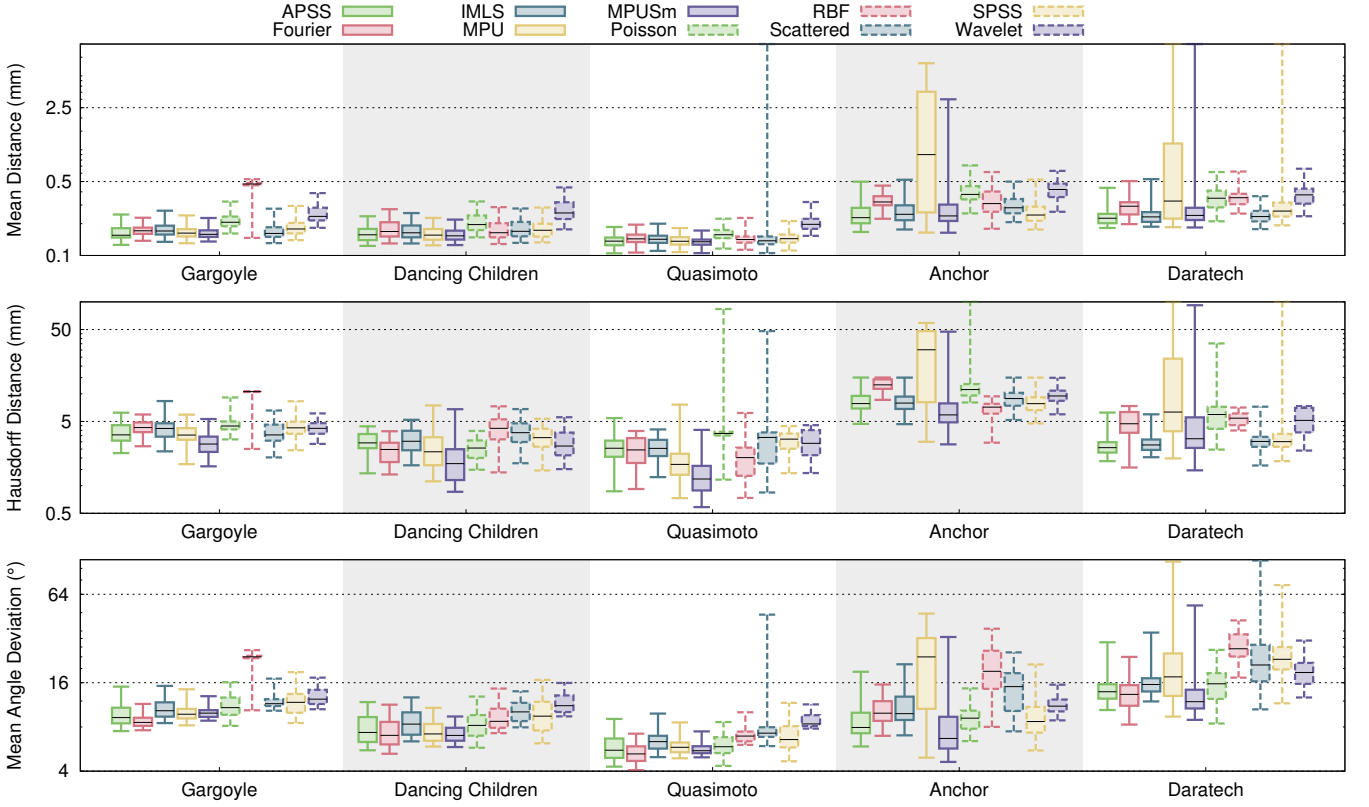 APSS IMLS MPUSm RBF SPSS
Fourier MPU Poisson Scattered Wavelet
Mean Distance (mm)
2.5
0.5
0.1
Gargoyle Dancing Children Quasimoto Anchor Daratech
Hausdorff Distance (mm)
50
5
0.5
Gargoyle Dancing Children Quasimoto Anchor Daratech
Mean Angle Deviation (°)
64
16
4
Gargoyle Dancing Children Quasimoto Anchor Daratech